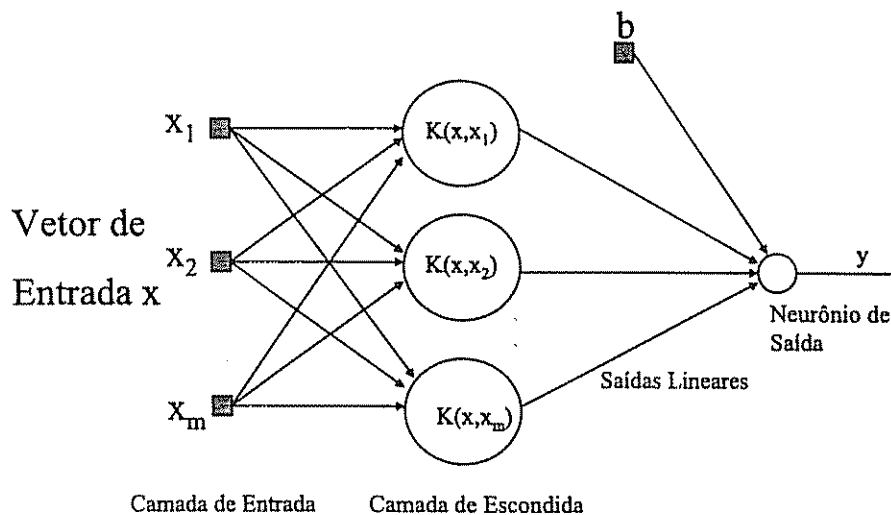 b
x₁
K(x,x₁)
Vetor de
Entrada x
x₂
K(x,x₂)
y
Neurônio de
Saída
xₘ
K(x,xₘ)
Saídas Lineares
Camada de Entrada
Camada de Escondida